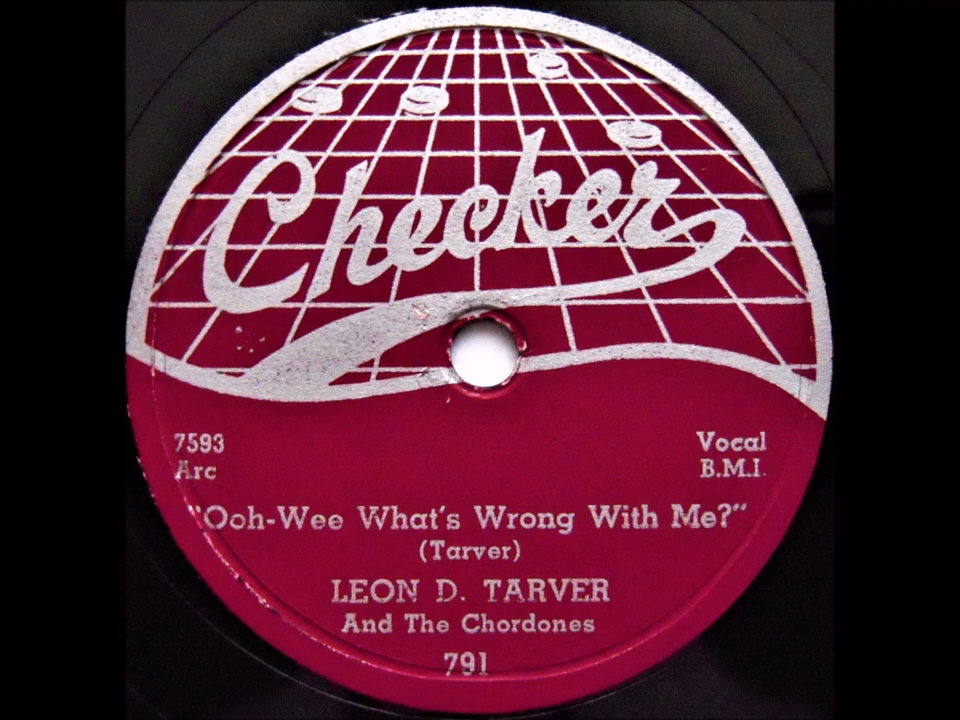 Checker
7593
Arc
Vocal
B.M.I.
"Ooh-Wee What's Wrong With Me?"
(Tarver)
LEON D. TARVER
And The Chordones
791